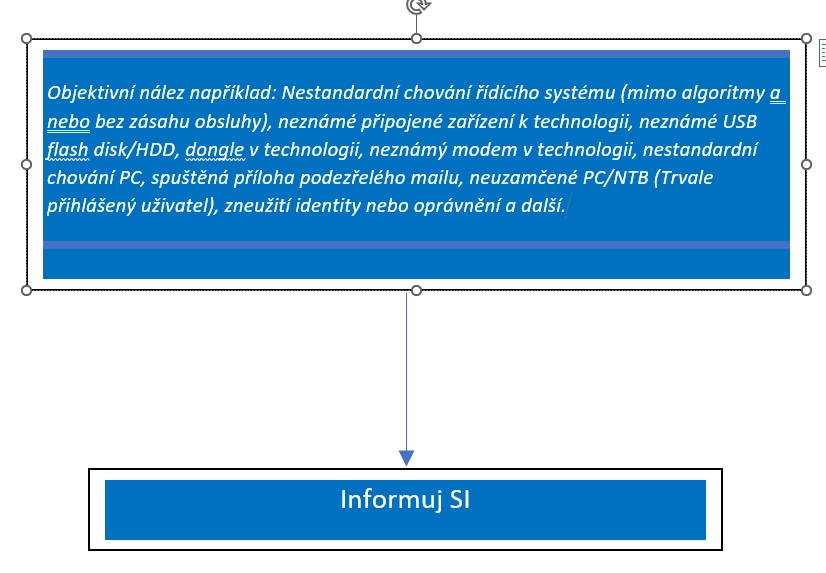 Objektivní nález například: Nestandardní chování řídícího systému (mimo algoritmy a
nebo bez zásahu obsluhy), neznámé připojené zařízení k technologii, neznámé USB
flash disk/HDD, dongle v technologii, neznámý modem v technologii, nestandardní
chování PC, spuštěná příloha podezřelého mailu, neuzamčené PC/NTB (Trvale
přihlášený uživatel), zneužití identity nebo oprávnění a další.
Informuj SI